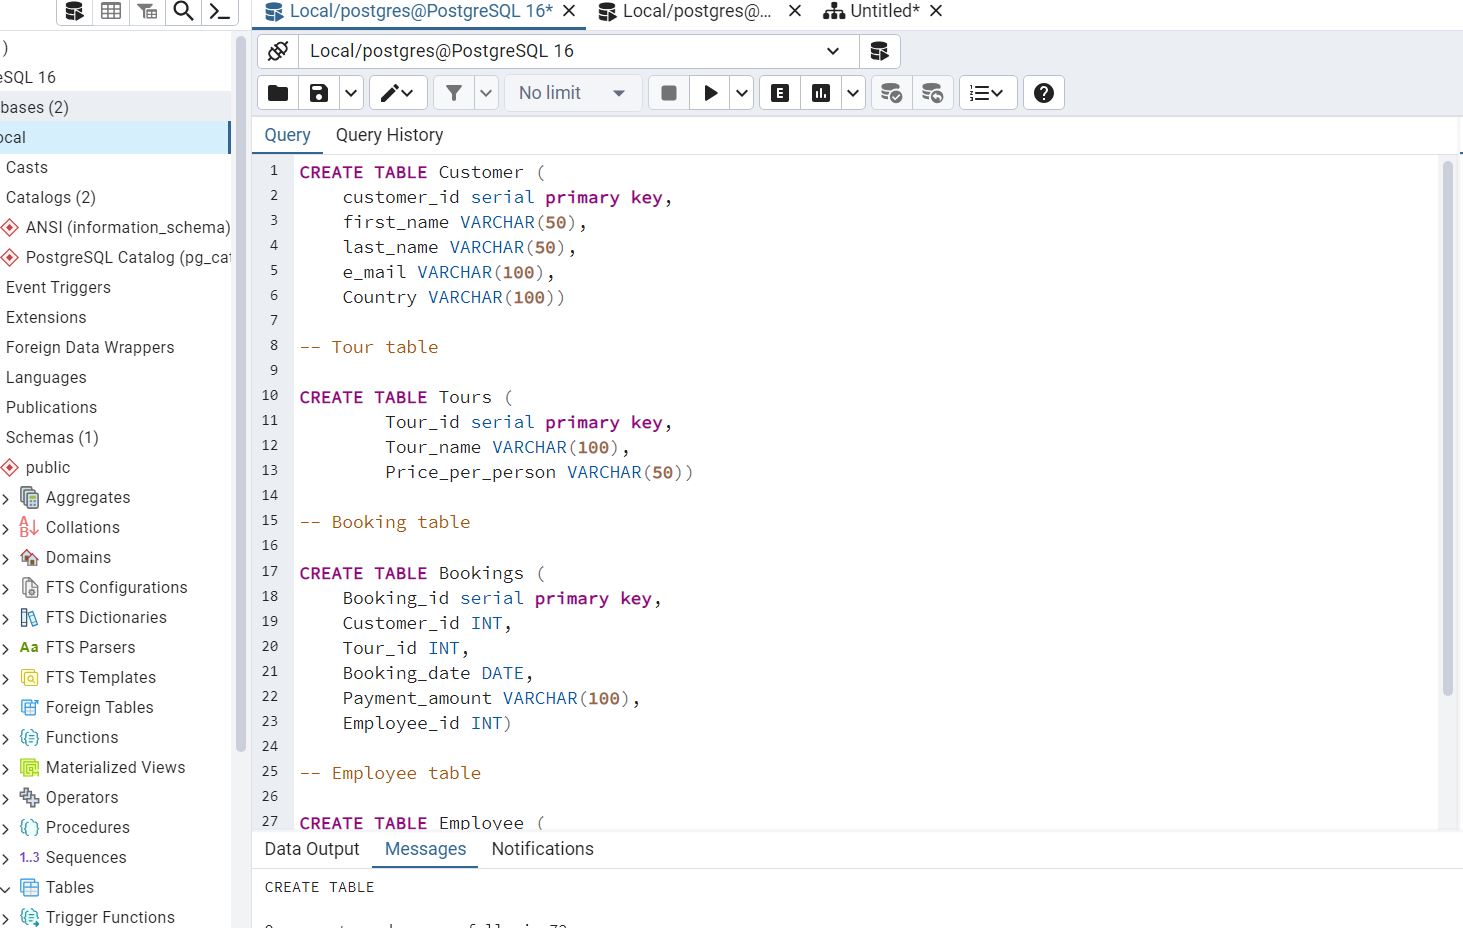 Local/postgres@PostgreSQL 16*
Local/postgres@...
Untitled*
Local/postgres@PostgreSQL 16
No limit
E
Query
Query History
)
eSQL 16
bases (2)
ocal
Casts
Catalogs (2)
ANSI (information_schema)
PostgreSQL Catalog (pg_cat
Event Triggers
Extensions
Foreign Data Wrappers
Languages
Publications
Schemas (1)
public
Aggregates
Collations
Domains
FTS Configurations
FTS Dictionaries
Aa FTS Parsers
FTS Templates
Foreign Tables
Functions
Materialized Views
Operators
Procedures
1..3 Sequences
Tables
Trigger Functions
1 CREATE TABLE Customer (
2 customer_id serial primary key,
3 first_name VARCHAR(50),
4 last_name VARCHAR(50),
5 e_mail VARCHAR(100),
6 Country VARCHAR(100))
7
8 -- Tour table
9
10 CREATE TABLE Tours (
11 Tour_id serial primary key,
12 Tour_name VARCHAR(100),
13 Price_per_person VARCHAR(50))
14
15 -- Booking table
16
17 CREATE TABLE Bookings (
18 Booking_id serial primary key,
19 Customer_id INT,
20 Tour_id INT,
21 Booking_date DATE,
22 Payment_amount VARCHAR(100),
23 Employee_id INT)
24
25 -- Employee table
26
27 CREATE TABLE Employee (
Data Output
Messages
Notifications
CREATE TABLE